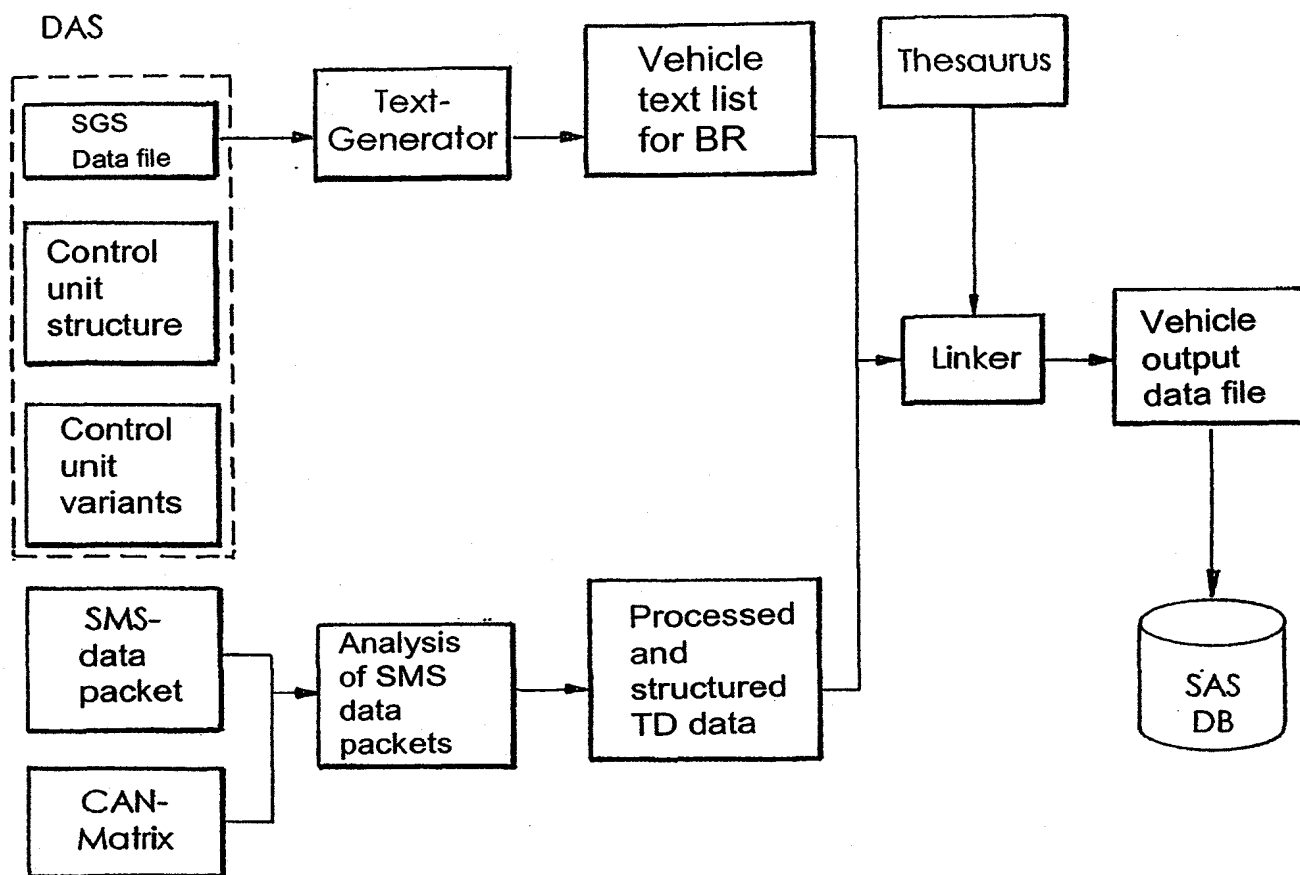 DAS
SGS
Data file
Text-
Generator
Vehicle
text list
for BR
Thesaurus
Control
unit
structure
Control
unit
variants
Linker
Vehicle
output
data file
SMS-
data
packet
Analysis
of SMS
data
packets
Processed
and
structured
TD data
SAS
DB
CAN-
Matrix